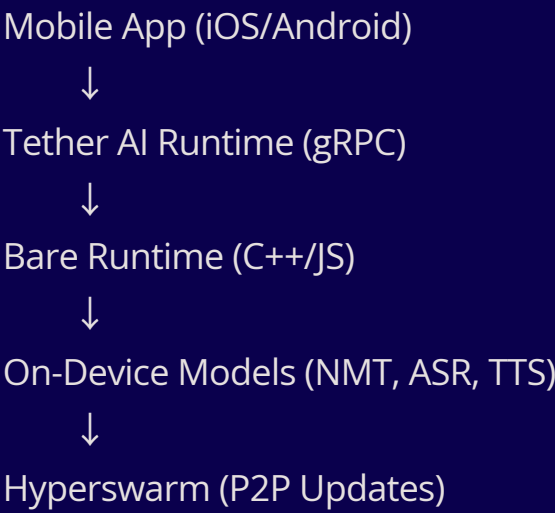 Mobile App (iOS/Android)
↓
Tether AI Runtime (gRPC)
↓
Bare Runtime (C++/JS)
↓
On-Device Models (NMT, ASR, TTS)
↓
Hyperswarm (P2P Updates)